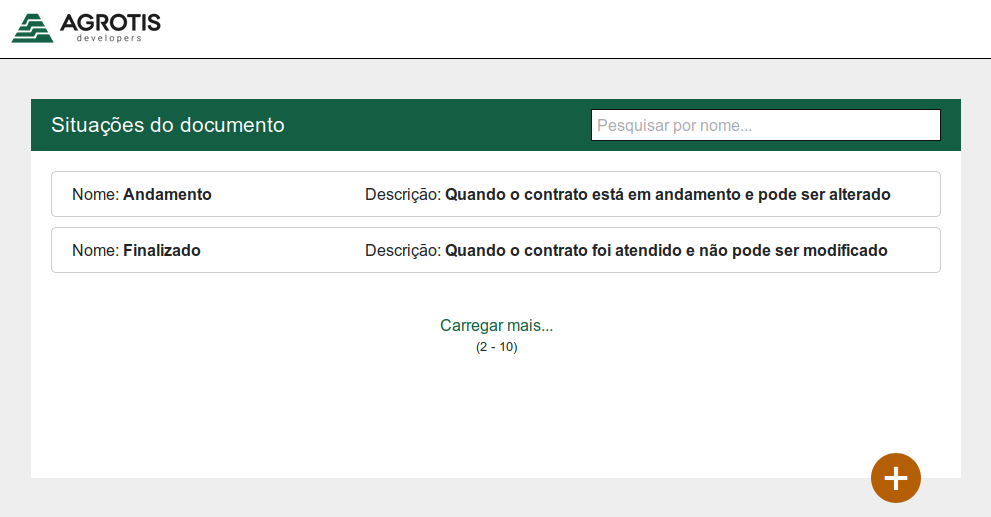 AGROTIS
developers
Situações do documento
Pesquisar por nome...
Nome: Andamento Descrição: Quando o contrato está em andamento e pode ser alterado
Nome: Finalizado Descrição: Quando o contrato foi atendido e não pode ser modificado
Carregar mais...
(2 - 10)